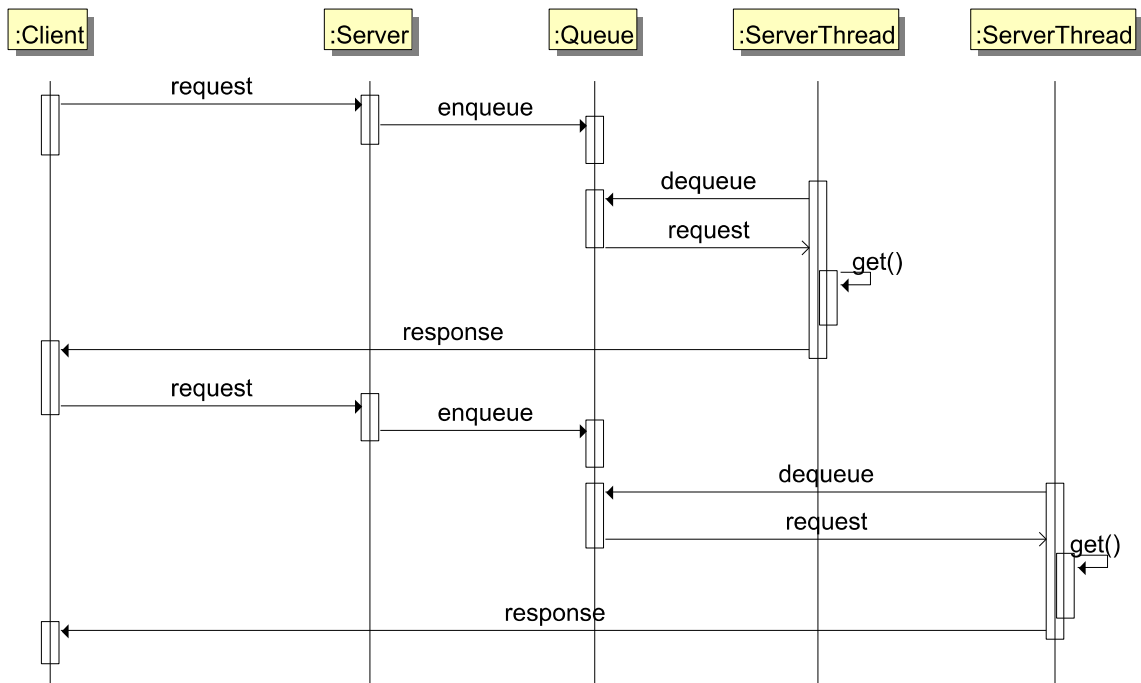 :Client :Server :Queue :ServerThread :ServerThread
request
enqueue
dequeue
request
get()
response
request
enqueue
dequeue
request
get()
response